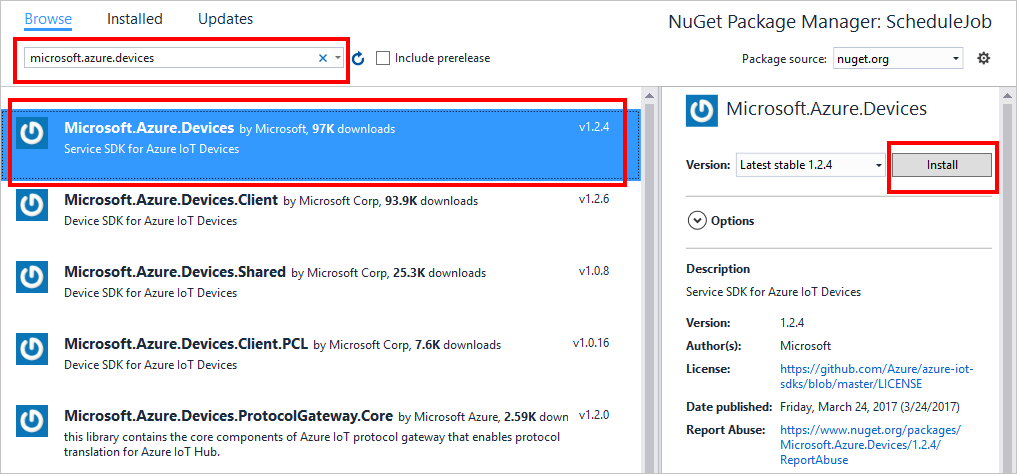 Browse Installed Updates
NuGet Package Manager: ScheduleJob
microsoft.azure.devices
Include prerelease
Package source: nuget.org
Microsoft.Azure.Devices by Microsoft, 97K downloads v1.2.4
Service SDK for Azure IoT Devices
Microsoft.Azure.Devices.Client by Microsoft Corp, 93.9K downloads v1.2.6
Device SDK for Azure IoT Devices
Microsoft.Azure.Devices.Shared by Microsoft Corp, 25.3K downloads v1.0.8
Device SDK for Azure IoT Devices
Microsoft.Azure.Devices.Client.PCL by Microsoft Corp, 7.6K downloads v1.0.16
Device SDK for Azure IoT Devices
Microsoft.Azure.Devices.ProtocolGateway.Core by Microsoft Azure, 2.59K down v1.2.0
this library contains the core components of Azure IoT protocol gateway that enables protocol
translation for Azure IoT Hub.
Microsoft.Azure.Devices
Version: Latest stable 1.2.4 Install
Options
Description
Service SDK for Azure IoT Devices
Version: 1.2.4
Author(s): Microsoft
License: https://github.com/Azure/azure-iot-
sdks/blob/master/LICENSE
Date published: Friday, March 24, 2017 (3/24/2017)
Report Abuse: https://www.nuget.org/packages/
Microsoft.Azure.Devices/1.2.4/
ReportAbuse